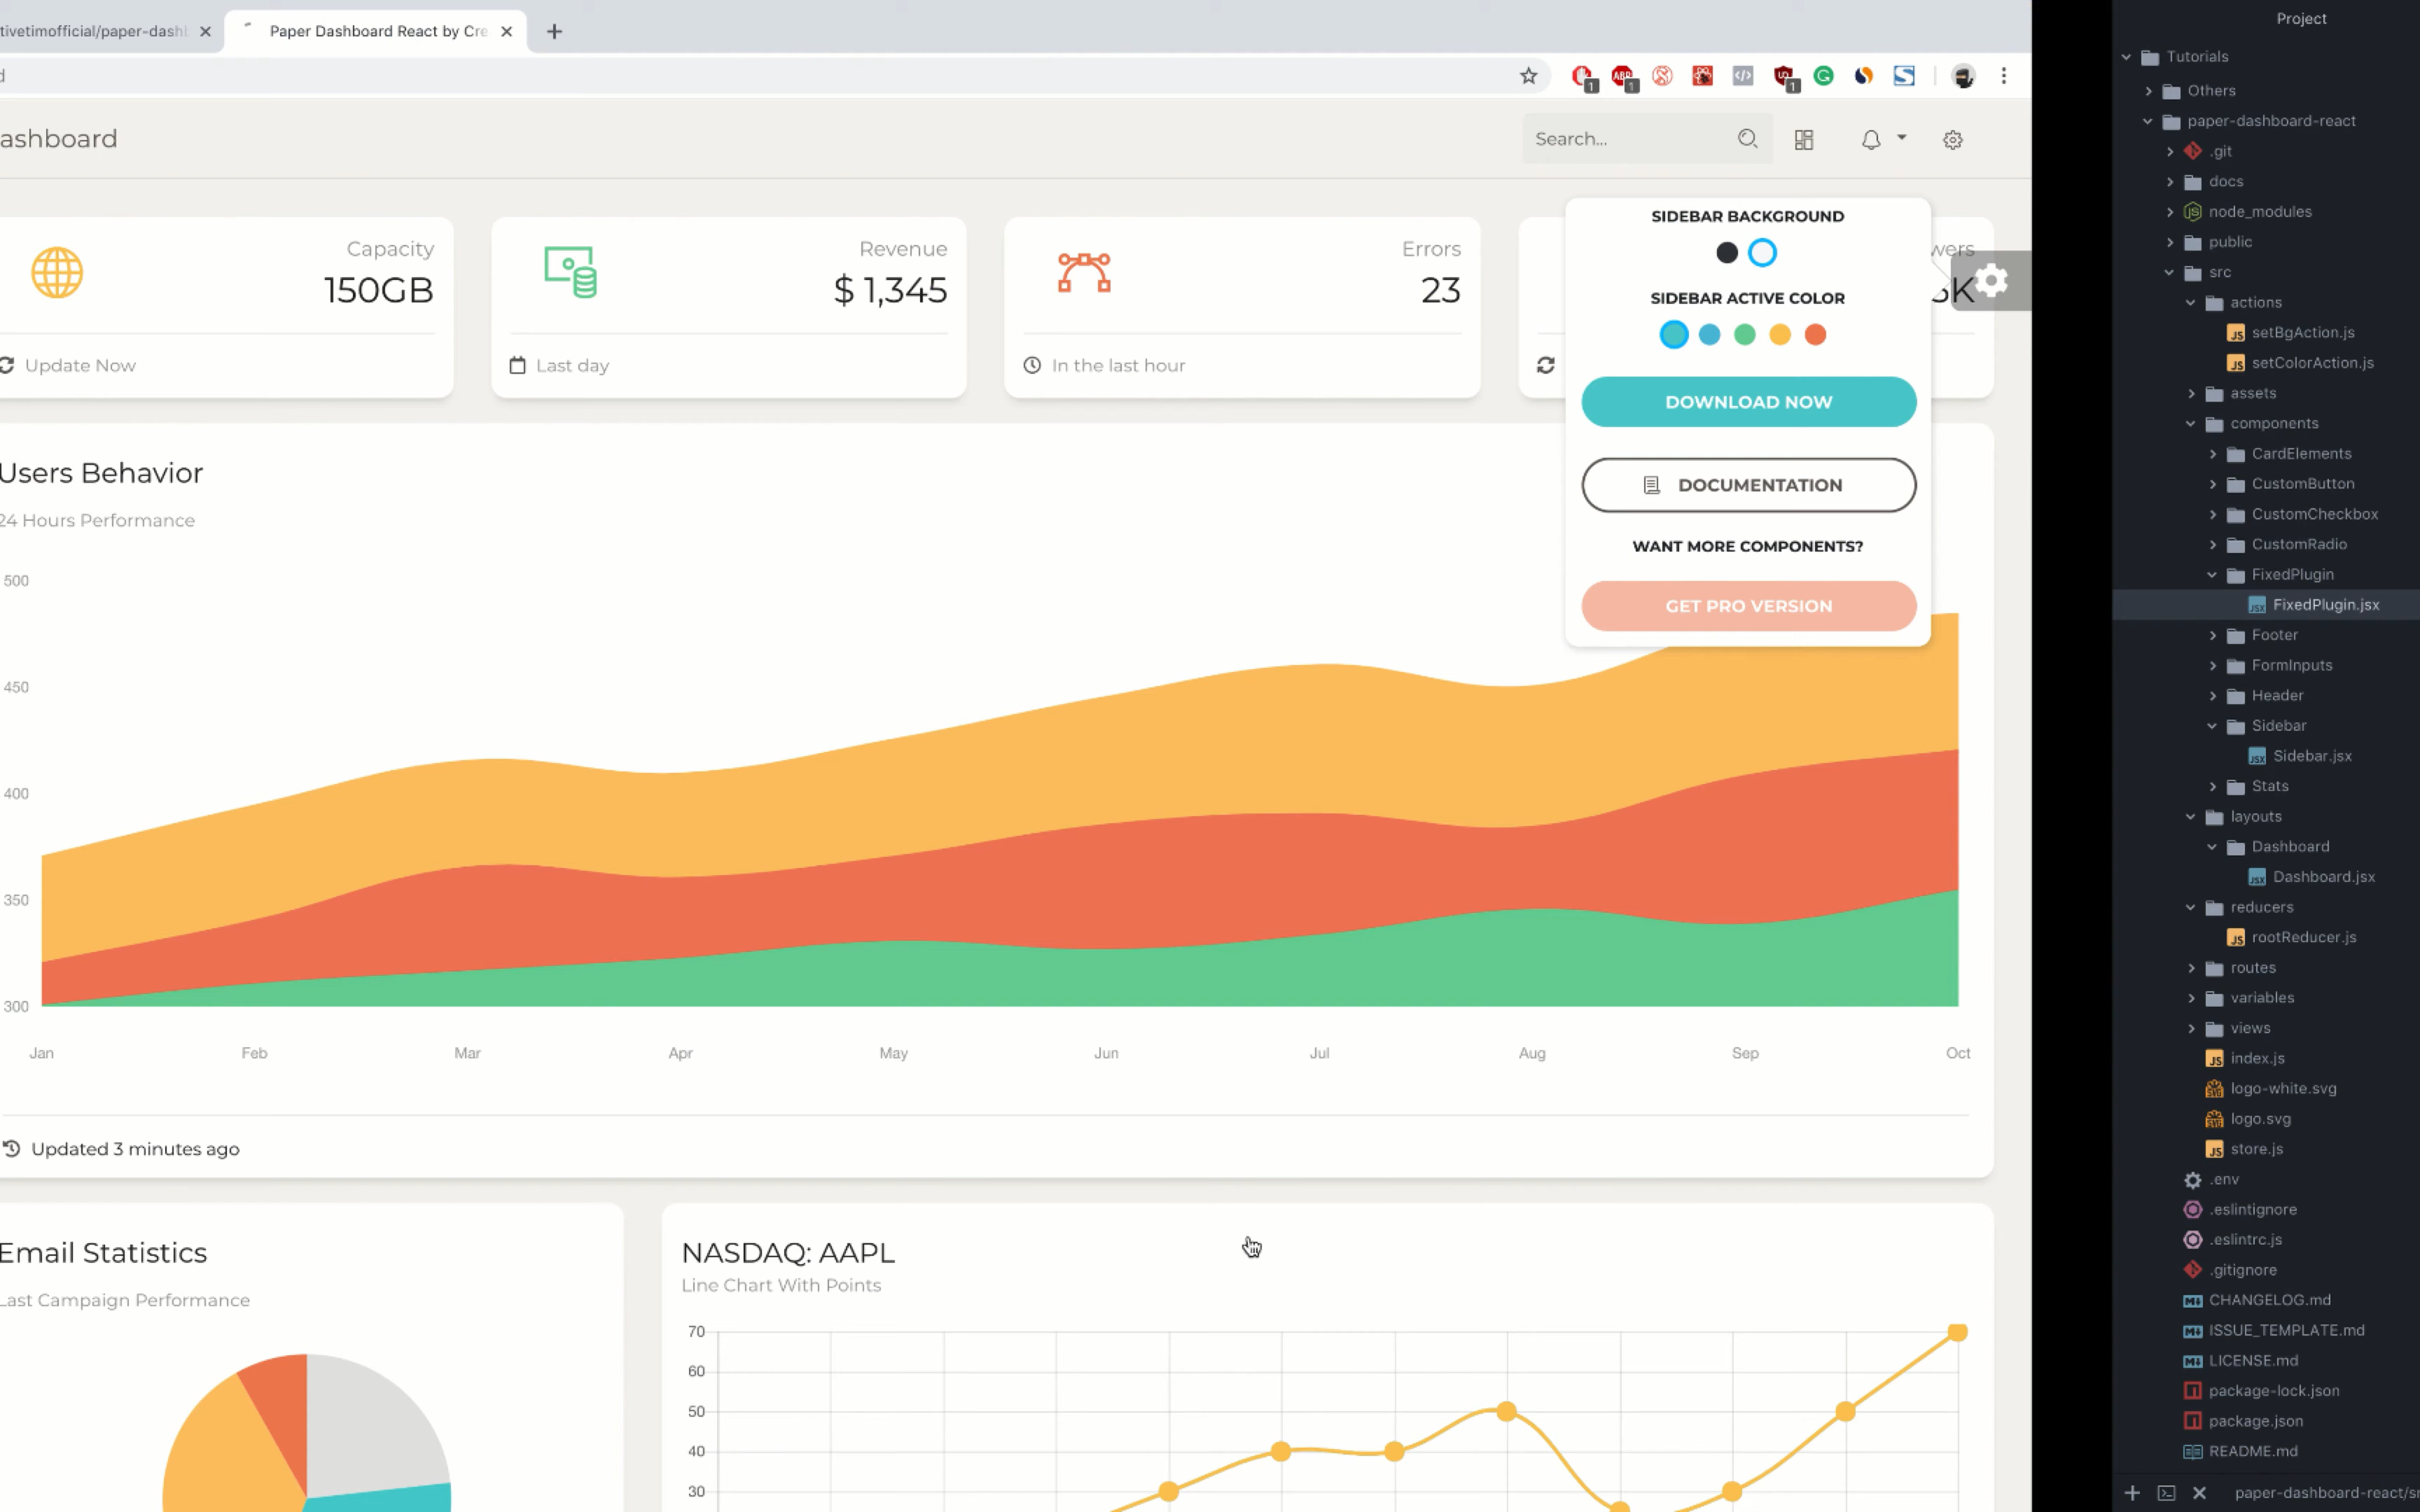 tivetimofficial/paper-dashb
Paper Dashboard React by Cre
d
ashboard
Search...
Capacity
150GB
Update Now
Revenue
$ 1,345
Last day
Errors
23
In the last hour
wers
5K
SIDEBAR BACKGROUND
SIDEBAR ACTIVE COLOR
DOWNLOAD NOW
DOCUMENTATION
WANT MORE COMPONENTS?
GET PRO VERSION
Users Behavior
24 Hours Performance
500
450
400
350
300
Jan Feb Mar Apr May Jun Jul Aug Sep Oct
Updated 3 minutes ago
Email Statistics
Last Campaign Performance
NASDAQ: AAPL
Line Chart With Points
70
60
50
40
30
Project
Tutorials
Others
paper-dashboard-react
.git
docs
node_modules
public
src
actions
setBgAction.js
setColorAction.js
assets
components
CardElements
CustomButton
CustomCheckbox
CustomRadio
FixedPlugin
FixedPlugin.jsx
Footer
FormInputs
Header
Sidebar
Sidebar.jsx
Stats
layouts
Dashboard
Dashboard.jsx
reducers
rootReducer.js
routes
variables
views
index.js
logo-white.svg
logo.svg
store.js
.env
.eslintignore
.eslintrc.js
.gitignore
CHANGELOG.md
ISSUE_TEMPLATE.md
LICENSE.md
package-lock.json
package.json
README.md
paper-dashboard-react/sr